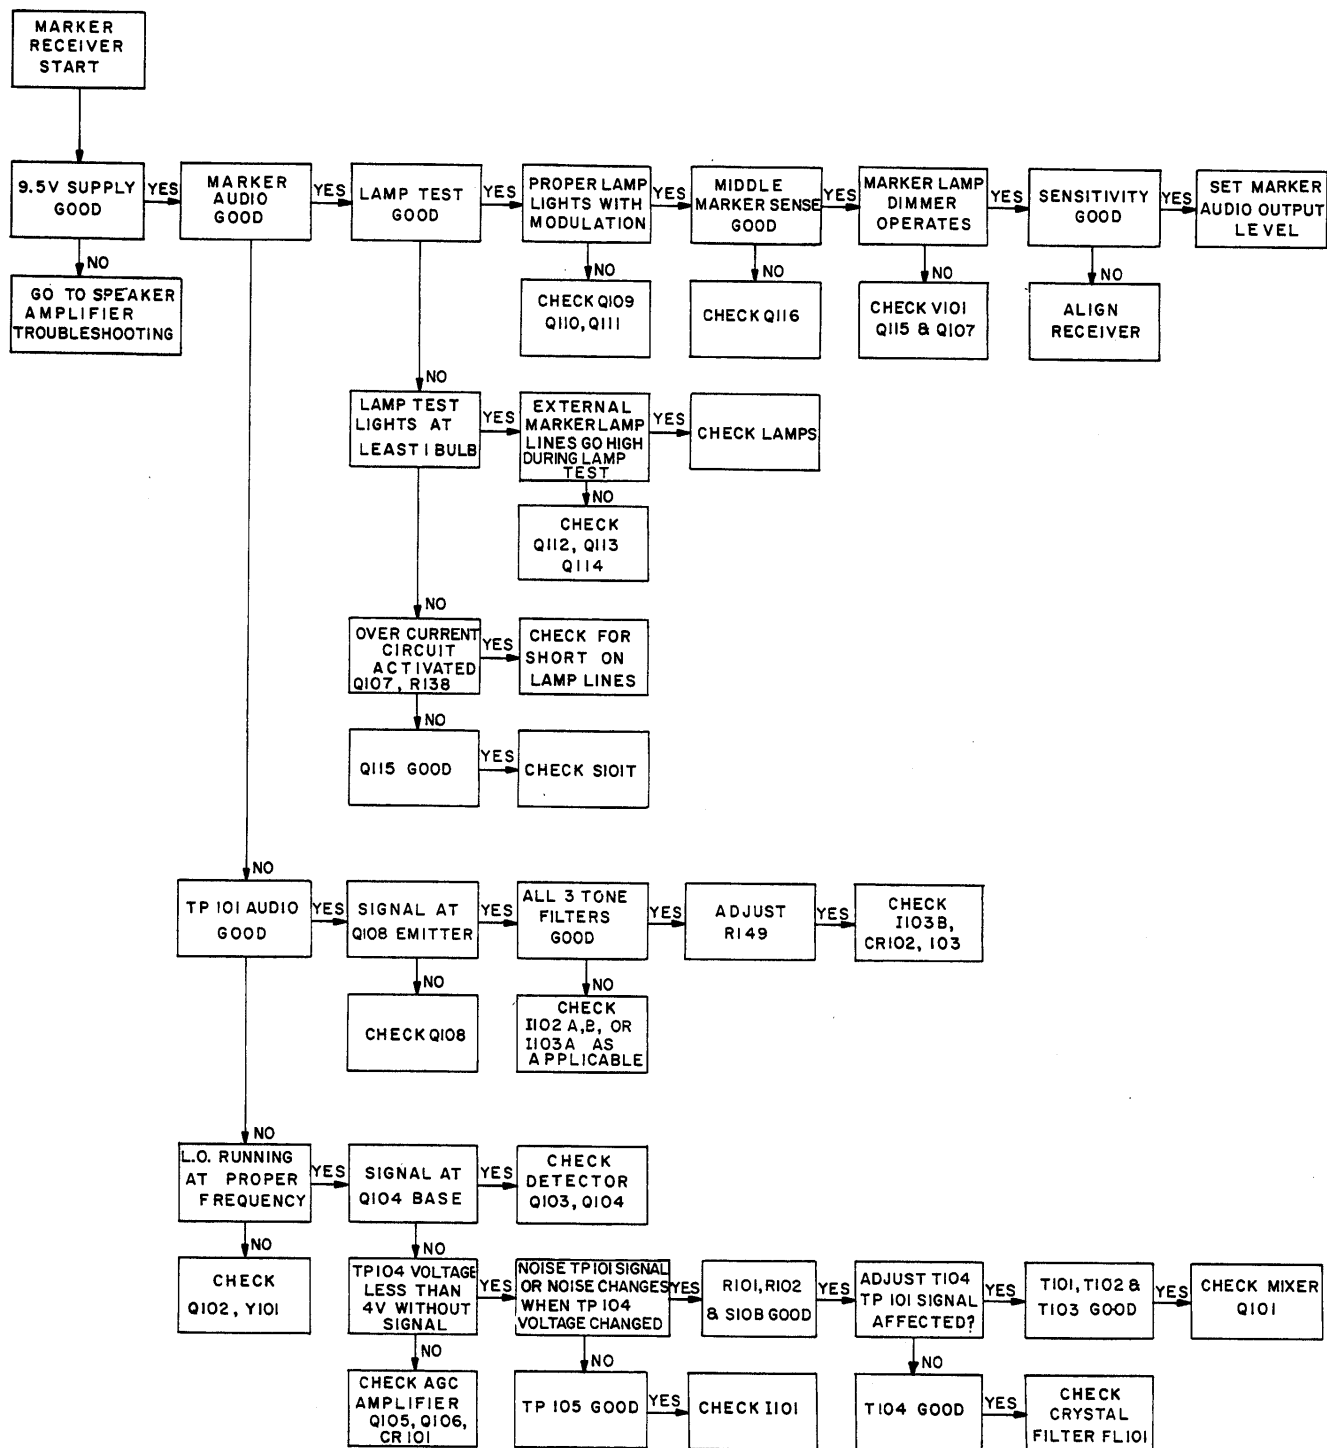 MARKER
RECEIVER
START
9.5V SUPPLY
GOOD
YES
MARKER
AUDIO
GOOD
YES
LAMP TEST
GOOD
YES
PROPER LAMP
LIGHTS WITH
MODULATION
YES
MIDDLE
MARKER SENSE
GOOD
YES
MARKER LAMP
DIMMER
OPERATES
YES
SENSITIVITY
GOOD
YES
SET MARKER
AUDIO OUTPUT
LEVEL
NO
GO TO SPEAKER
AMPLIFIER
TROUBLESHOOTING
NO
CHECK Q109
Q110, Q111
NO
CHECK Q116
NO
CHECK V101
Q115 & Q107
NO
ALIGN
RECEIVER
NO
LAMP TEST
LIGHTS AT
LEAST 1 BULB
YES
EXTERNAL
MARKER LAMP
LINES GO HIGH
DURING LAMP
TEST
YES
CHECK LAMPS
NO
CHECK
Q112, Q113
Q114
NO
OVER CURRENT
CIRCUIT
ACTIVATED
Q107, R138
YES
CHECK FOR
SHORT ON
LAMP LINES
NO
Q115 GOOD
YES
CHECK S101T
NO
TP 101 AUDIO
GOOD
YES
SIGNAL AT
Q108 EMITTER
YES
ALL 3 TONE
FILTERS
GOOD
YES
ADJUST
R149
YES
CHECK
I103B,
CR102, 103
NO
CHECK Q108
NO
CHECK
I102 A,B, OR
I103A AS
APPLICABLE
NO
L.O. RUNNING
AT PROPER
FREQUENCY
YES
SIGNAL AT
Q104 BASE
YES
CHECK
DETECTOR
Q103, Q104
NO
CHECK
Q102, Y101
NO
TP104 VOLTAGE
LESS THAN
4V WITHOUT
SIGNAL
YES
NOISE TP101 SIGNAL
OR NOISE CHANGES
WHEN TP 104
VOLTAGE CHANGED
YES
R101, R102
& S10B GOOD
YES
ADJUST T104
TP 101 SIGNAL
AFFECTED?
YES
T101, T102 &
T103 GOOD
YES
CHECK MIXER
Q101
NO
CHECK AGC
AMPLIFIER
Q105, Q106,
CR101
NO
TP 105 GOOD
YES
CHECK I101
NO
T104 GOOD
YES
CHECK
CRYSTAL
FILTER FL101